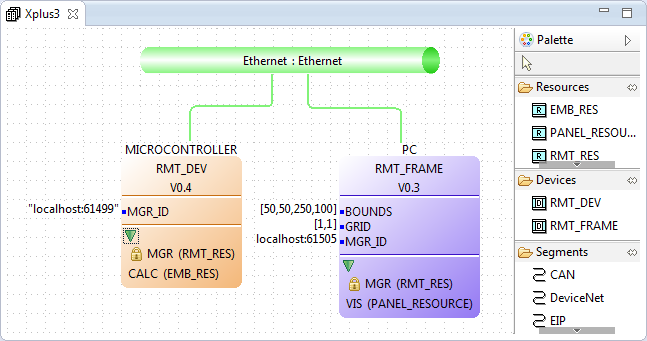 Xplus3
Ethernet : Ethernet
MICROCONTROLLER
RMT_DEV
V0.4
"localhost:61499"
MGR_ID
MGR (RMT_RES)
CALC (EMB_RES)
PC
RMT_FRAME
V0.3
[50,50,250,100]
BOUNDS
[1,1]
GRID
localhost:61505
MGR_ID
MGR (RMT_RES)
VIS (PANEL_RESOURCE)
Palette
Resources
R EMB_RES
R PANEL_RESOU...
R RMT_RES
Devices
D RMT_DEV
D RMT_FRAME
Segments
CAN
DeviceNet
EIP